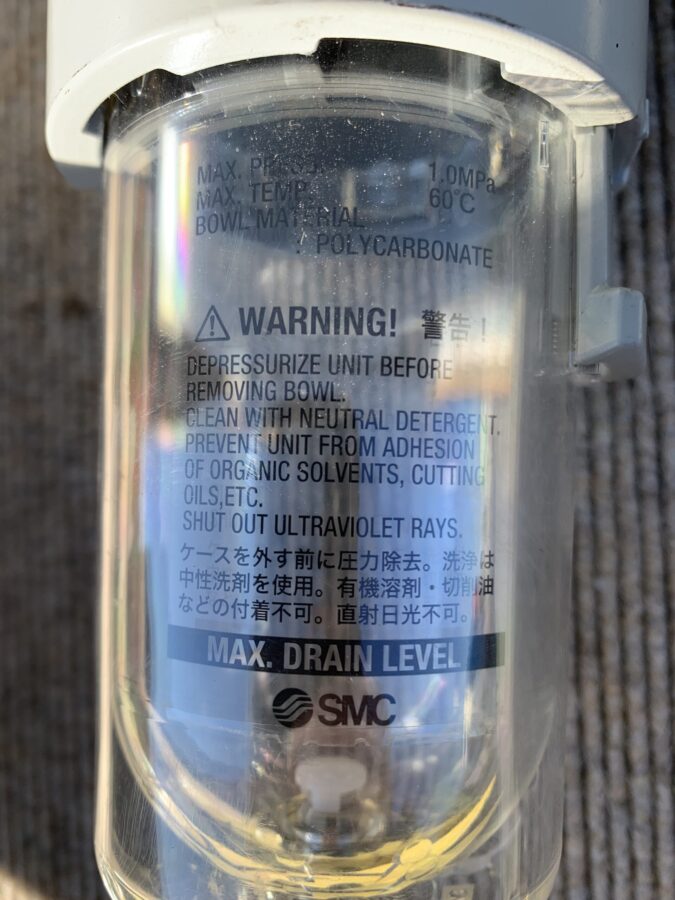 MAX. PRESS. 1.0MPa
MAX. TEMP. 60°C
BOWL MATERIAL
: POLYCARBONATE
WARNING! 警告!
DEPRESSURIZE UNIT BEFORE
REMOVING BOWL.
CLEAN WITH NEUTRAL DETERGENT.
PREVENT UNIT FROM ADHESION
OF ORGANIC SOLVENTS, CUTTING
OILS,ETC.
SHUT OUT ULTRAVIOLET RAYS.
ケースを外す前に圧力除去。洗浄は
中性洗剤を使用。有機溶剤・切削油
などの付着不可。直射日光不可。
MAX. DRAIN LEVEL
SMC